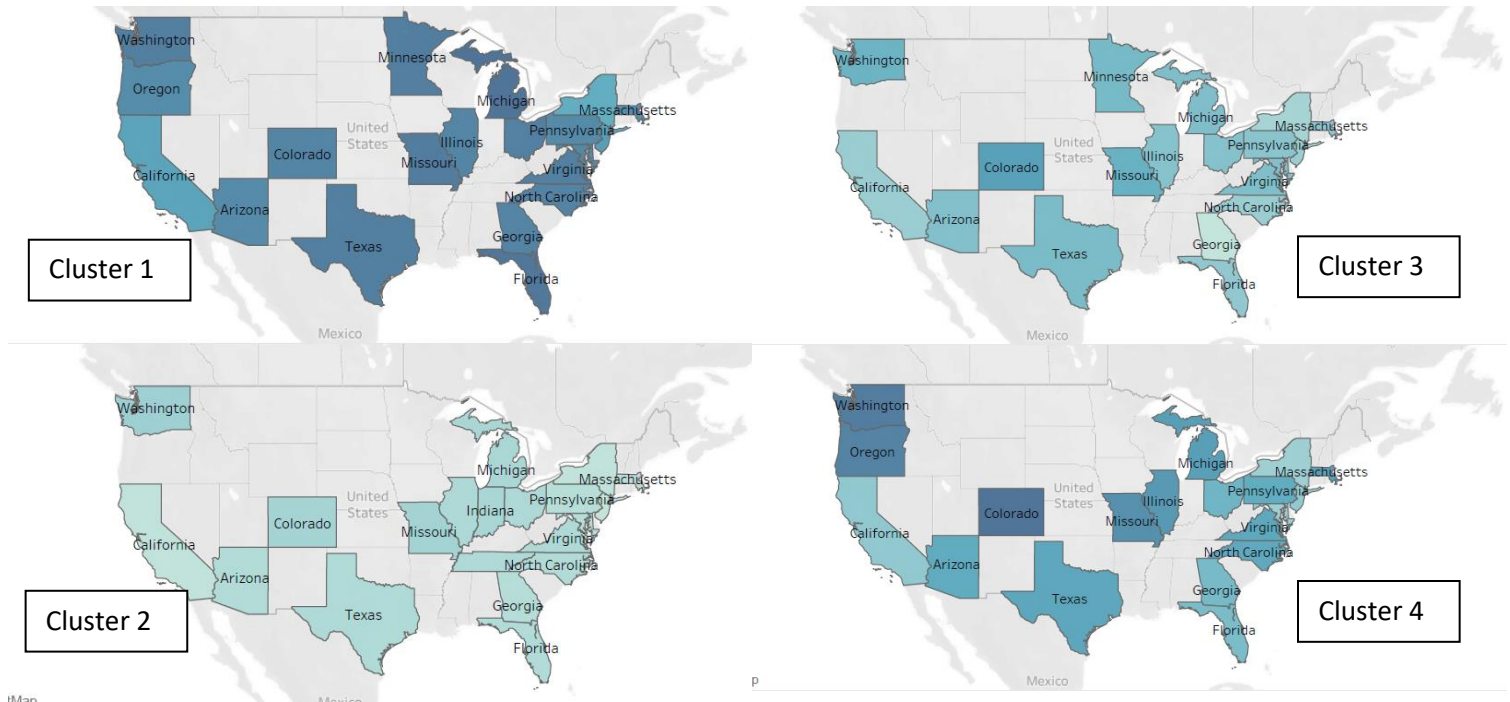 Washington
Oregon
California
Arizona
Colorado
Texas
Minnesota
Missouri
Illinois
Michigan
Pennsylvania
Massachusetts
Virginia
North Carolina
Georgia
Florida
United
States
Mexico
Cluster 1
Washington
California
Arizona
Colorado
Texas
Minnesota
Missouri
Illinois
Michigan
Pennsylvania
Massachusetts
Virginia
North Carolina
Georgia
Florida
United
States
Mexico
Cluster 3
Washington
California
Arizona
Colorado
Texas
Missouri
Indiana
Michigan
Pennsylvania
Massachusetts
Virginia
North Carolina
Georgia
Florida
United
States
Mexico
Cluster 2
Washington
Oregon
California
Arizona
Colorado
Texas
Missouri
Illinois
Michigan
Pennsylvania
Massachusetts
Virginia
North Carolina
Georgia
Florida
United
States
Mexico
Cluster 4
p